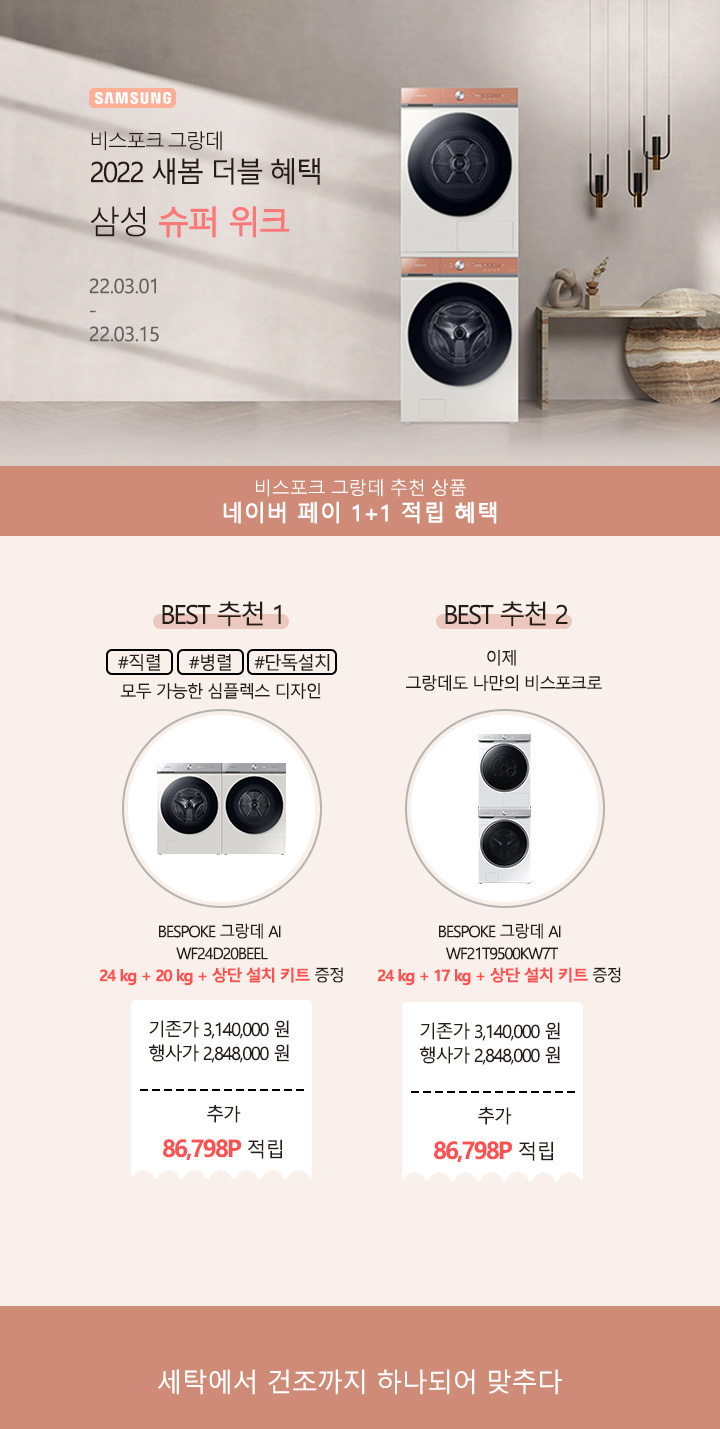 SAMSUNG
비스포크 그랑데
2022 새봄 더블 혜택
삼성 슈퍼 위크
22.03.01
-
22.03.15
비스포크 그랑데 추천 상품
네이버 페이 1+1 적립 혜택
BEST 추천 1
#직렬 #병렬 #단독설치
모두 가능한 심플렉스 디자인
BESPOKE 그랑데 AI
WF24D20BEEL
24 kg + 20 kg + 상단 설치 키트 증정
기존가 3,140,000 원
행사가 2,848,000 원
추가
86,798P 적립
BEST 추천 2
이제
그랑데도 나만의 비스포크로
BESPOKE 그랑데 AI
WF21T9500KW7T
24 kg + 17 kg + 상단 설치 키트 증정
기존가 3,140,000 원
행사가 2,848,000 원
추가
86,798P 적립
세탁에서 건조까지 하나되어 맞추다